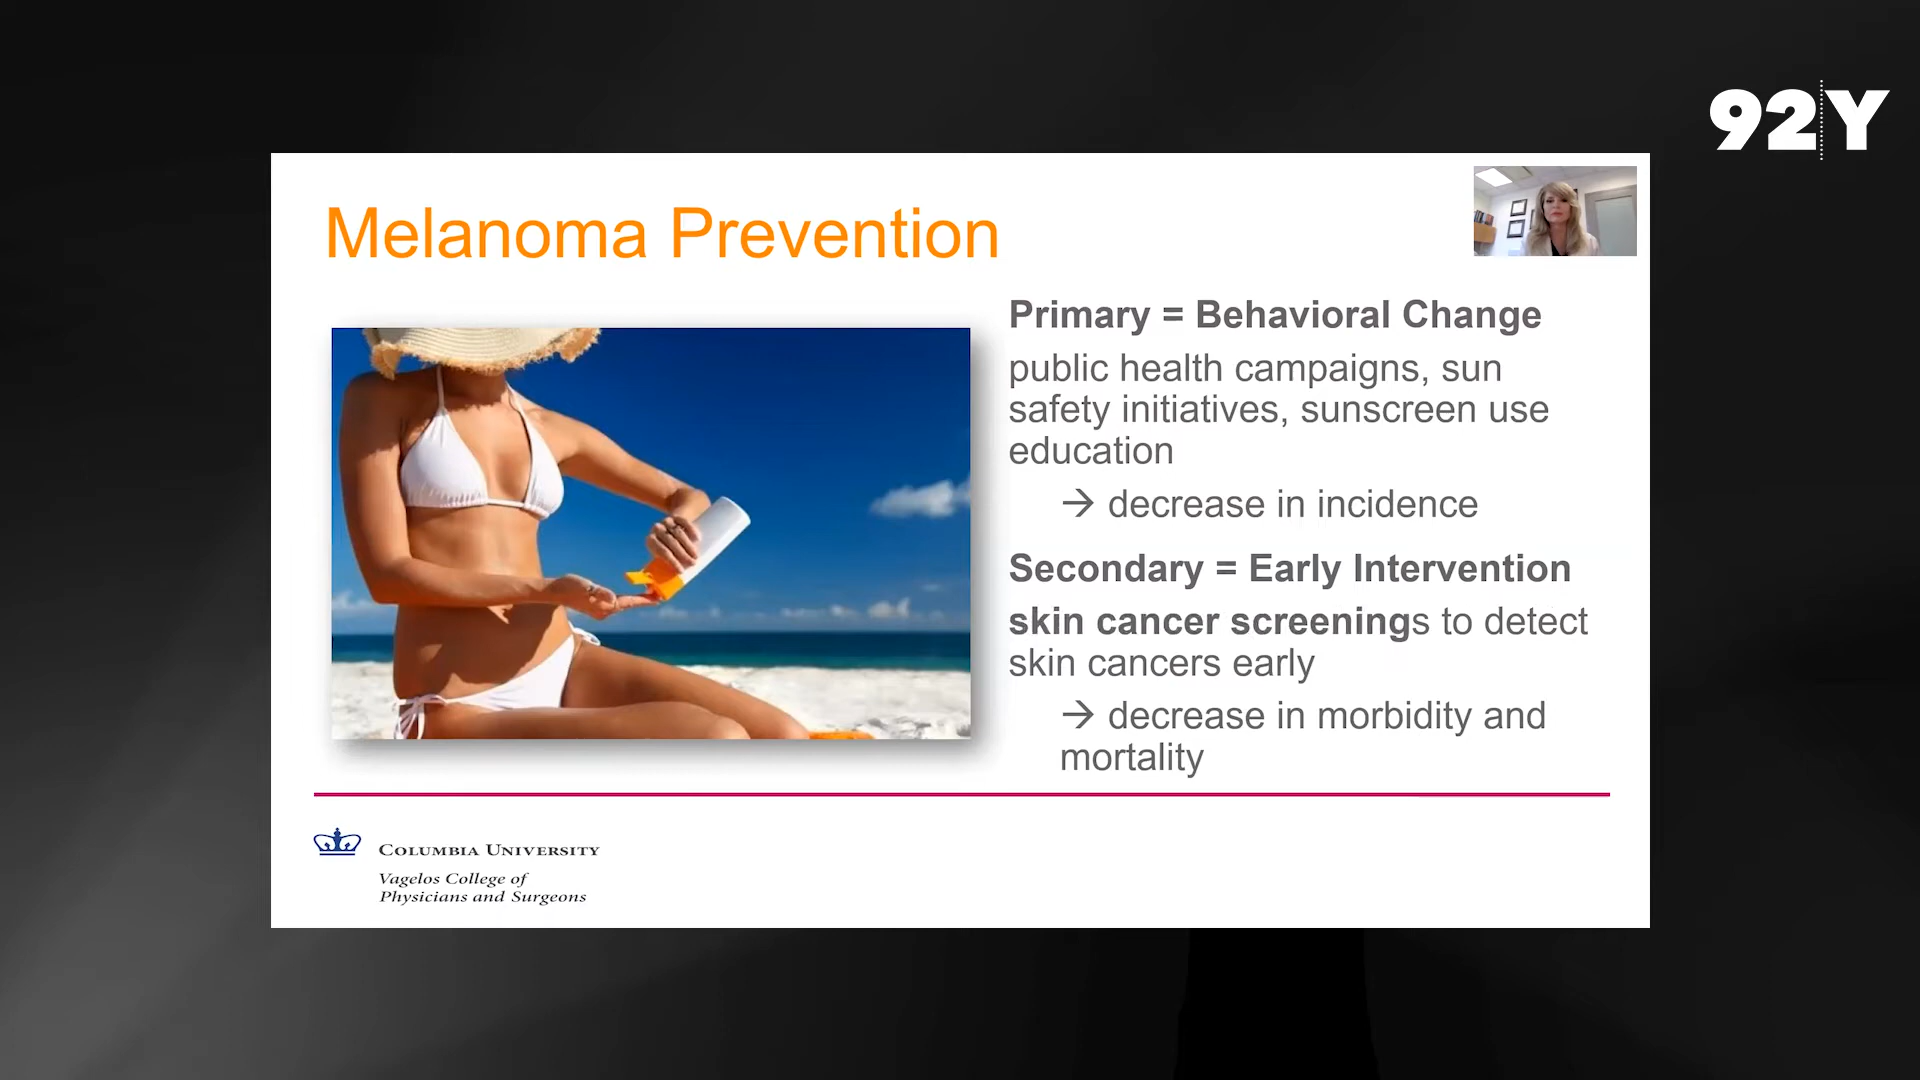 92Y
Melanoma Prevention
Primary = Behavioral Change
public health campaigns, sun
safety initiatives, sunscreen use
education
→ decrease in incidence
Secondary = Early Intervention
skin cancer screenings to detect
skin cancers early
→ decrease in morbidity and
mortality
COLUMBIA UNIVERSITY
Vagelos College of
Physicians and Surgeons